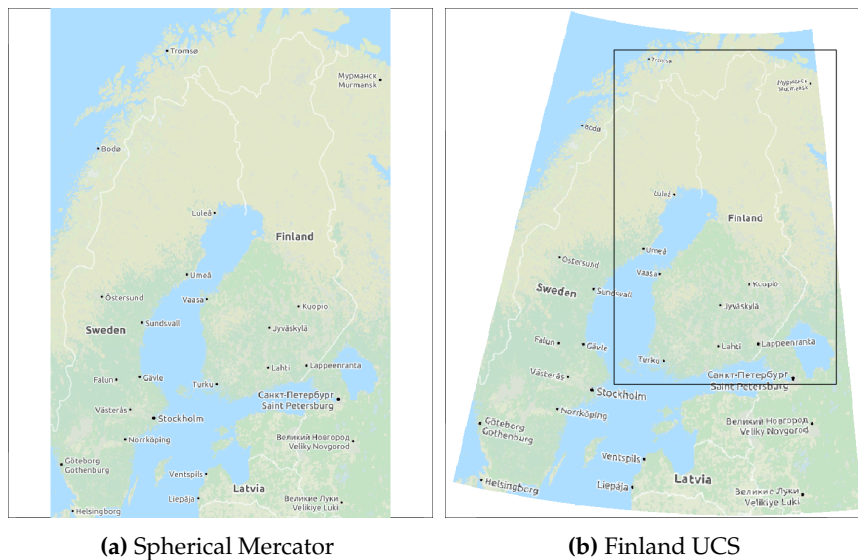 Tromsø
Мурманск
Murmansk
Bodø
Luleå
Finland
Umeå
Östersund
Vaasa
Kuopio
Sundsvall
Sweden
Jyväskylä
Lahti
Lappeenranta
Falun
Gävle
Turku
Санкт-Петербург
Saint Petersburg
Västerås
Stockholm
Norrköping
Великий Новгород
Veliky Novgorod
Göteborg
Gothenburg
Ventspils
Latvia
Liepāja
Великие Луки
Velikiye Luki
Helsingborg
(a) Spherical Mercator
Tromsø
Мурманск
Murmansk
Bodø
Luleå
Finland
Umeå
Östersund
Vaasa
Kuopio
Sweden
Sundsvall
Jyväskylä
Falun
Gävle
Lahti
Lappeenranta
Turku
Västerås
Санкт-Петербург
Saint Petersburg
Stockholm
Norrköping
Göteborg
Gothenburg
Великий Новгород
Veliky Novgorod
Ventspils
Latvia
Liepāja
Helsingborg
Великие Луки
Velikiye Luki
(b) Finland UCS